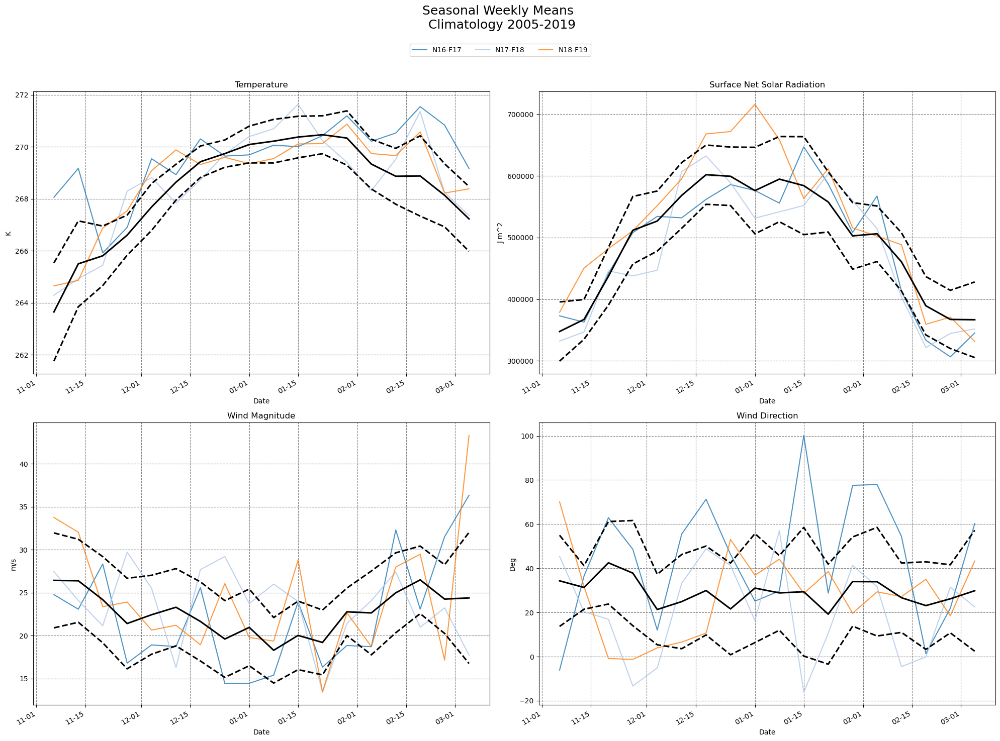 Seasonal Weekly Means
Climatology 2005-2019
N16-F17 N17-F18 N18-F19
Temperature
272
270
268
266
264
262
K
11-01 11-15 12-01 12-15 01-01 01-15 02-01 02-15 03-01
Date
Surface Net Solar Radiation
700000
600000
500000
400000
300000
J m^2
11-01 11-15 12-01 12-15 01-01 01-15 02-01 02-15 03-01
Date
Wind Magnitude
40
35
30
25
20
15
m/s
11-01 11-15 12-01 12-15 01-01 01-15 02-01 02-15 03-01
Date
Wind Direction
100
80
60
40
20
0
−20
Deg
11-01 11-15 12-01 12-15 01-01 01-15 02-01 02-15 03-01
Date